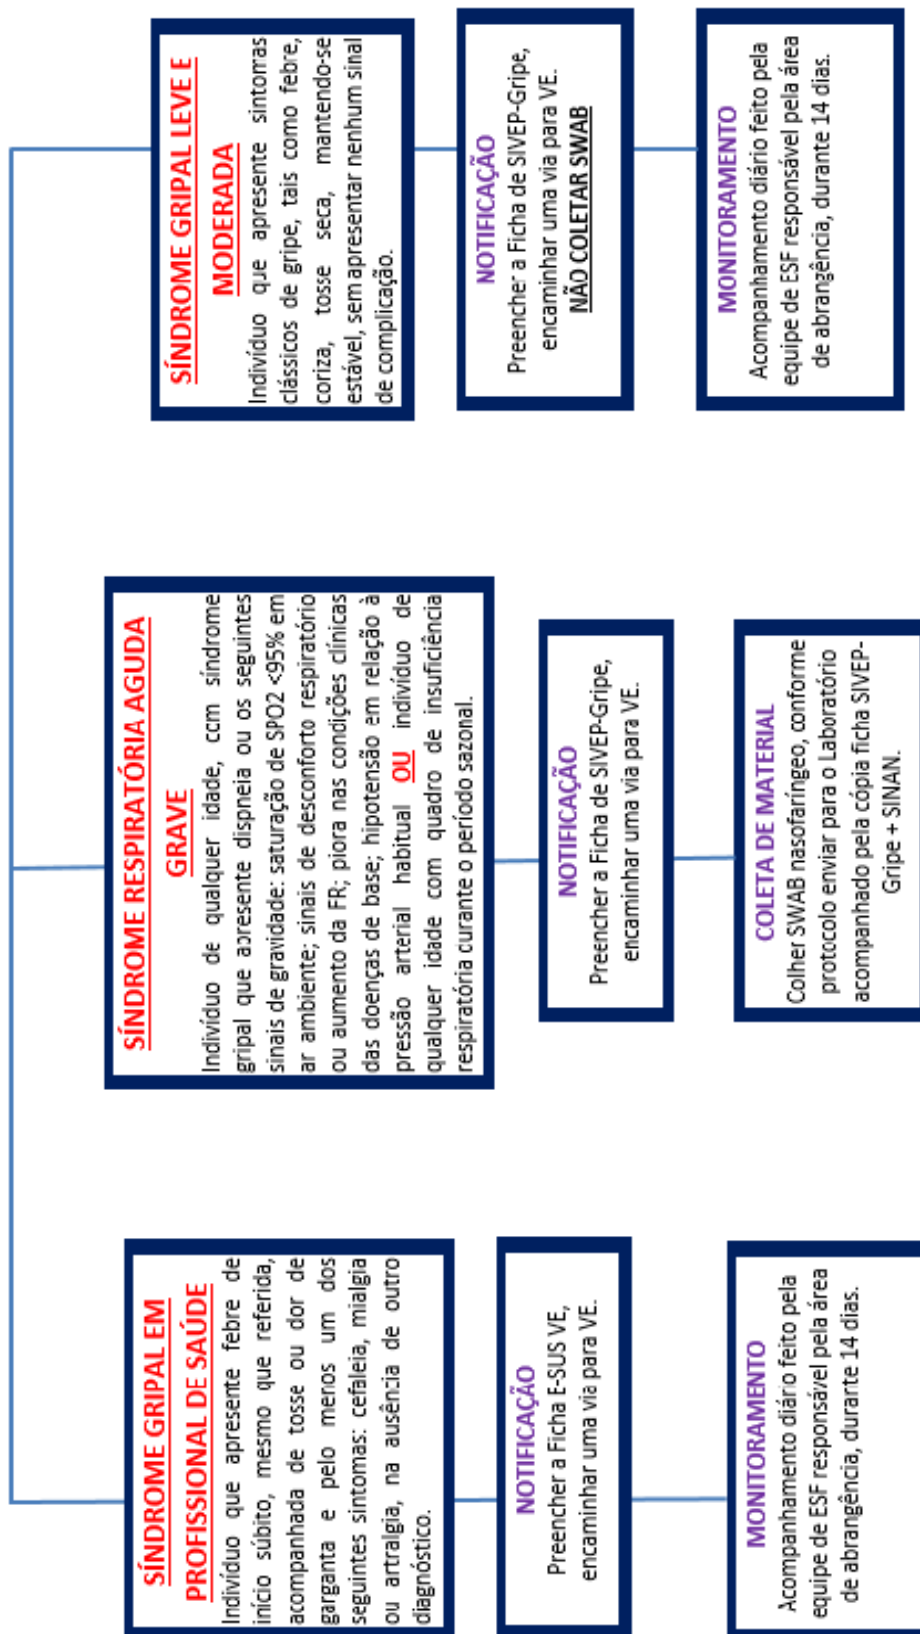 SÍNDROME GRIPAL EM
PROFISSIONAL DE SAÚDE
Indivíduo que apresente febre de
início súbito, mesmo que referida,
acompanhada de tosse ou dor de
garganta e pelo menos um dos
seguintes sintomas: cefaleia, mialgia
ou artralgia, na ausência de outro
diagnóstico.
NOTIFICAÇÃO
Preencher a Ficha E-SUS VE,
encaminhar uma via para VE.
MONITORAMENTO
Acompanhamento diário feito pela
equipe de ESF responsável pela área
de abrangência, durante 14 dias.
SÍNDROME RESPIRATÓRIA AGUDA
GRAVE
Indivíduo de qualquer idade, ccm síndrome
gripal que apresente dispneia ou os seguintes
sinais de gravidade: saturação de SPO2 <95% em
ar ambiente; sinais de desconforto respiratório
ou aumento da FR; piora nas condições clínicas
das doenças de base; hipotensão em relação à
pressão arterial habitual OU indivíduo de
qualquer idade com quadro de insuficiência
respiratória curante o período sazonal.
NOTIFICAÇÃO
Preencher a Ficha de SIVEP-Gripe,
encaminhar uma via para VE.
COLETA DE MATERIAL
Colher SWAB nasofaríngeo, conforme
protocolo enviar para o Laboratório
acompanhado pela cópia ficha SIVEP-
Gripe + SINAN.
SÍNDROME GRIPAL LEVE E
MODERADA
Indivíduo que apresente sintomas
clássicos de gripe, tais como febre,
coriza, tosse seca, mantendo-se
estável, sem apresentar nenhum sinal
de complicação.
NOTIFICAÇÃO
Preencher a Ficha de SIVEP-Gripe,
encaminhar uma via para VE.
NÃO COLETAR SWAB
MONITORAMENTO
Acompanhamento diário feito pela
equipe de ESF responsável pela área
de abrangência, durante 14 dias.